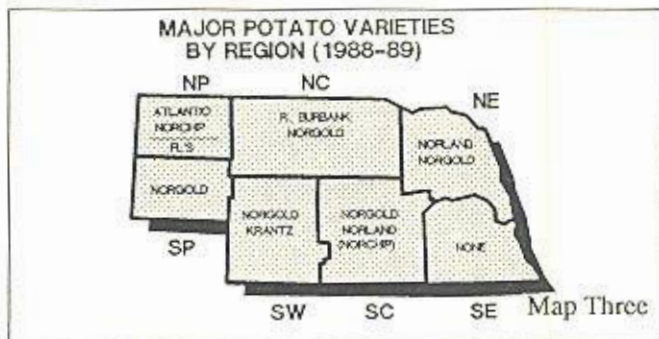 MAJOR POTATO VARIETIES
BY REGION (1988-89)
NP
NC
NE
ATLANTIC
NORCHIP
FL'S
R. BURBANK
NORGOLD
NORLAND
NORGOLD
NORGOLD
NORGOLD
KRANTZ
NORGOLD
NORLAND
(NORCHIP)
NONE
SP
SW
SC
SE
Map Three